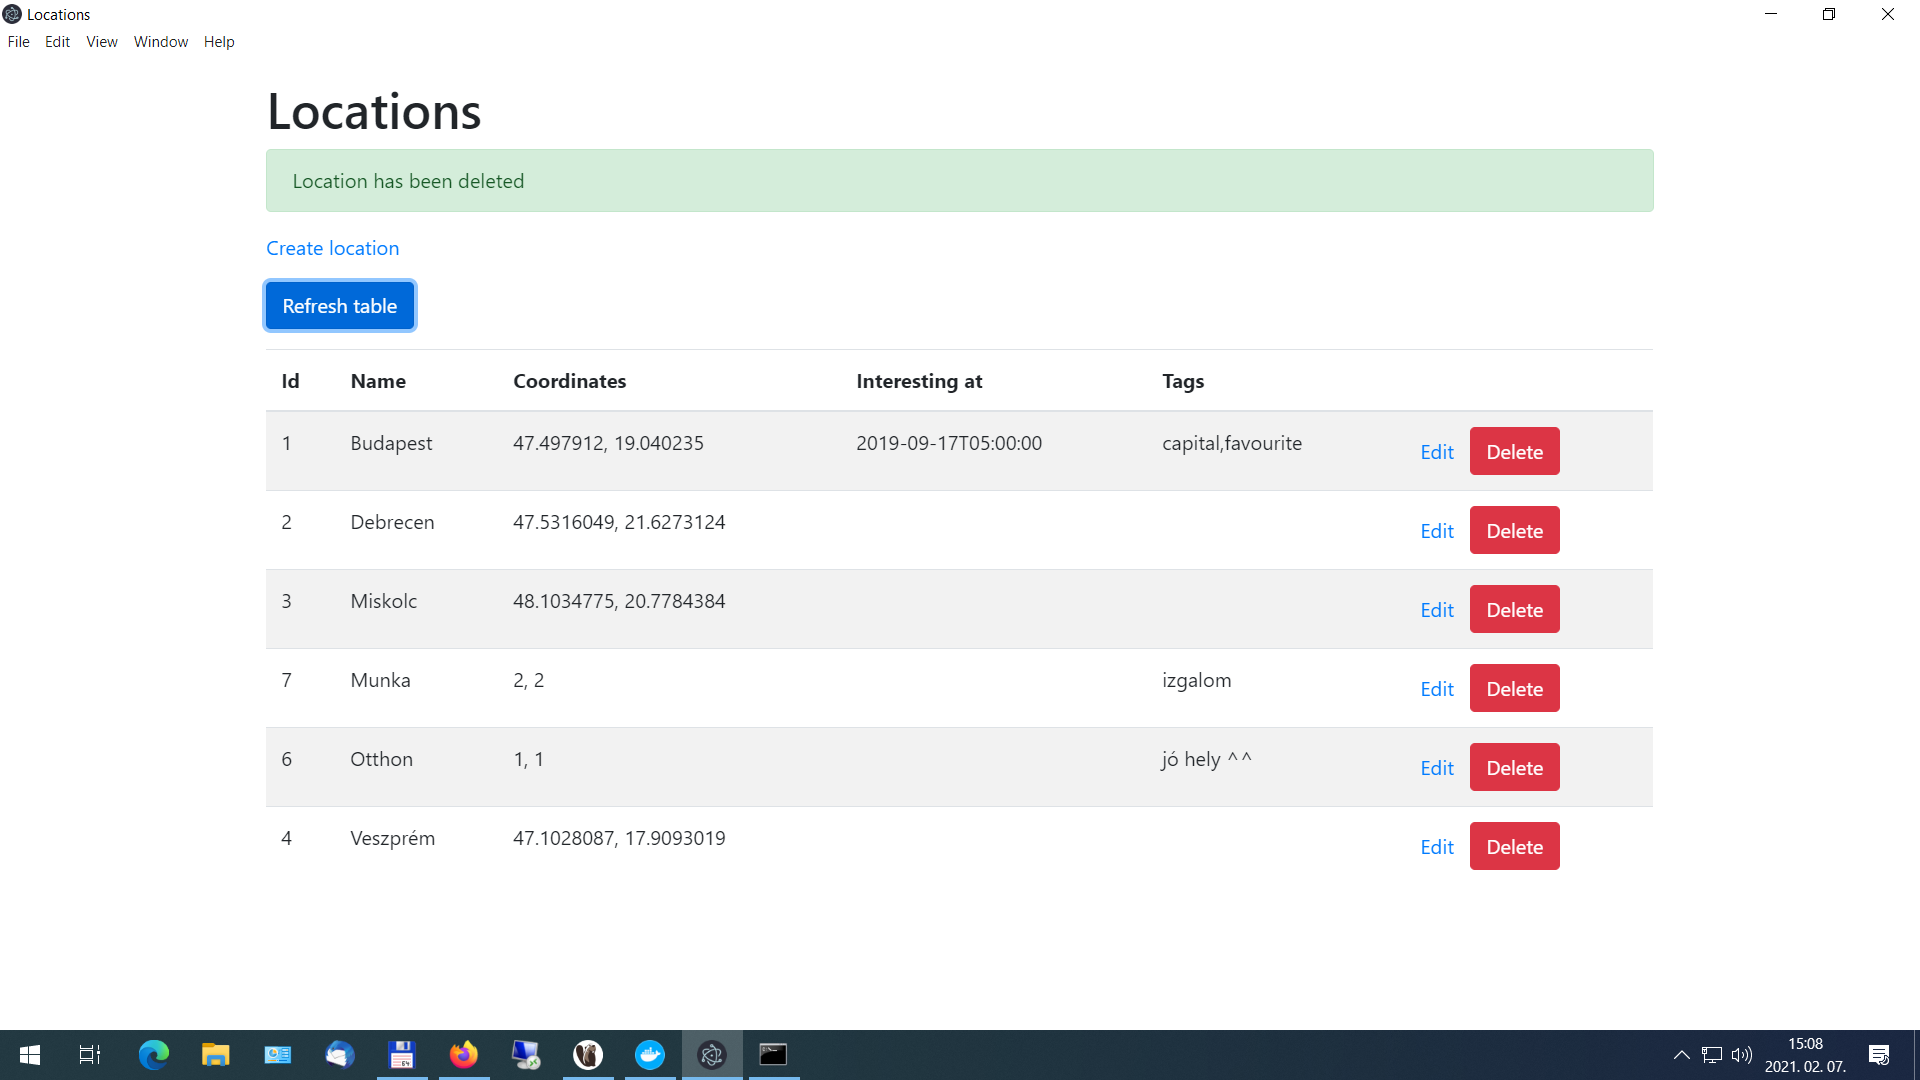 Locations
File Edit View Window Help
Locations
Location has been deleted
Create location
Refresh table
Id Name Coordinates Interesting at Tags
1 Budapest 47.497912, 19.040235 2019-09-17T05:00:00 capital,favourite Edit Delete
2 Debrecen 47.5316049, 21.6273124 Edit Delete
3 Miskolc 48.1034775, 20.7784384 Edit Delete
7 Munka 2, 2 izgalom Edit Delete
6 Otthon 1, 1 jó hely ^^ Edit Delete
4 Veszprém 47.1028087, 17.9093019 Edit Delete
64
15:08
2021. 02. 07.